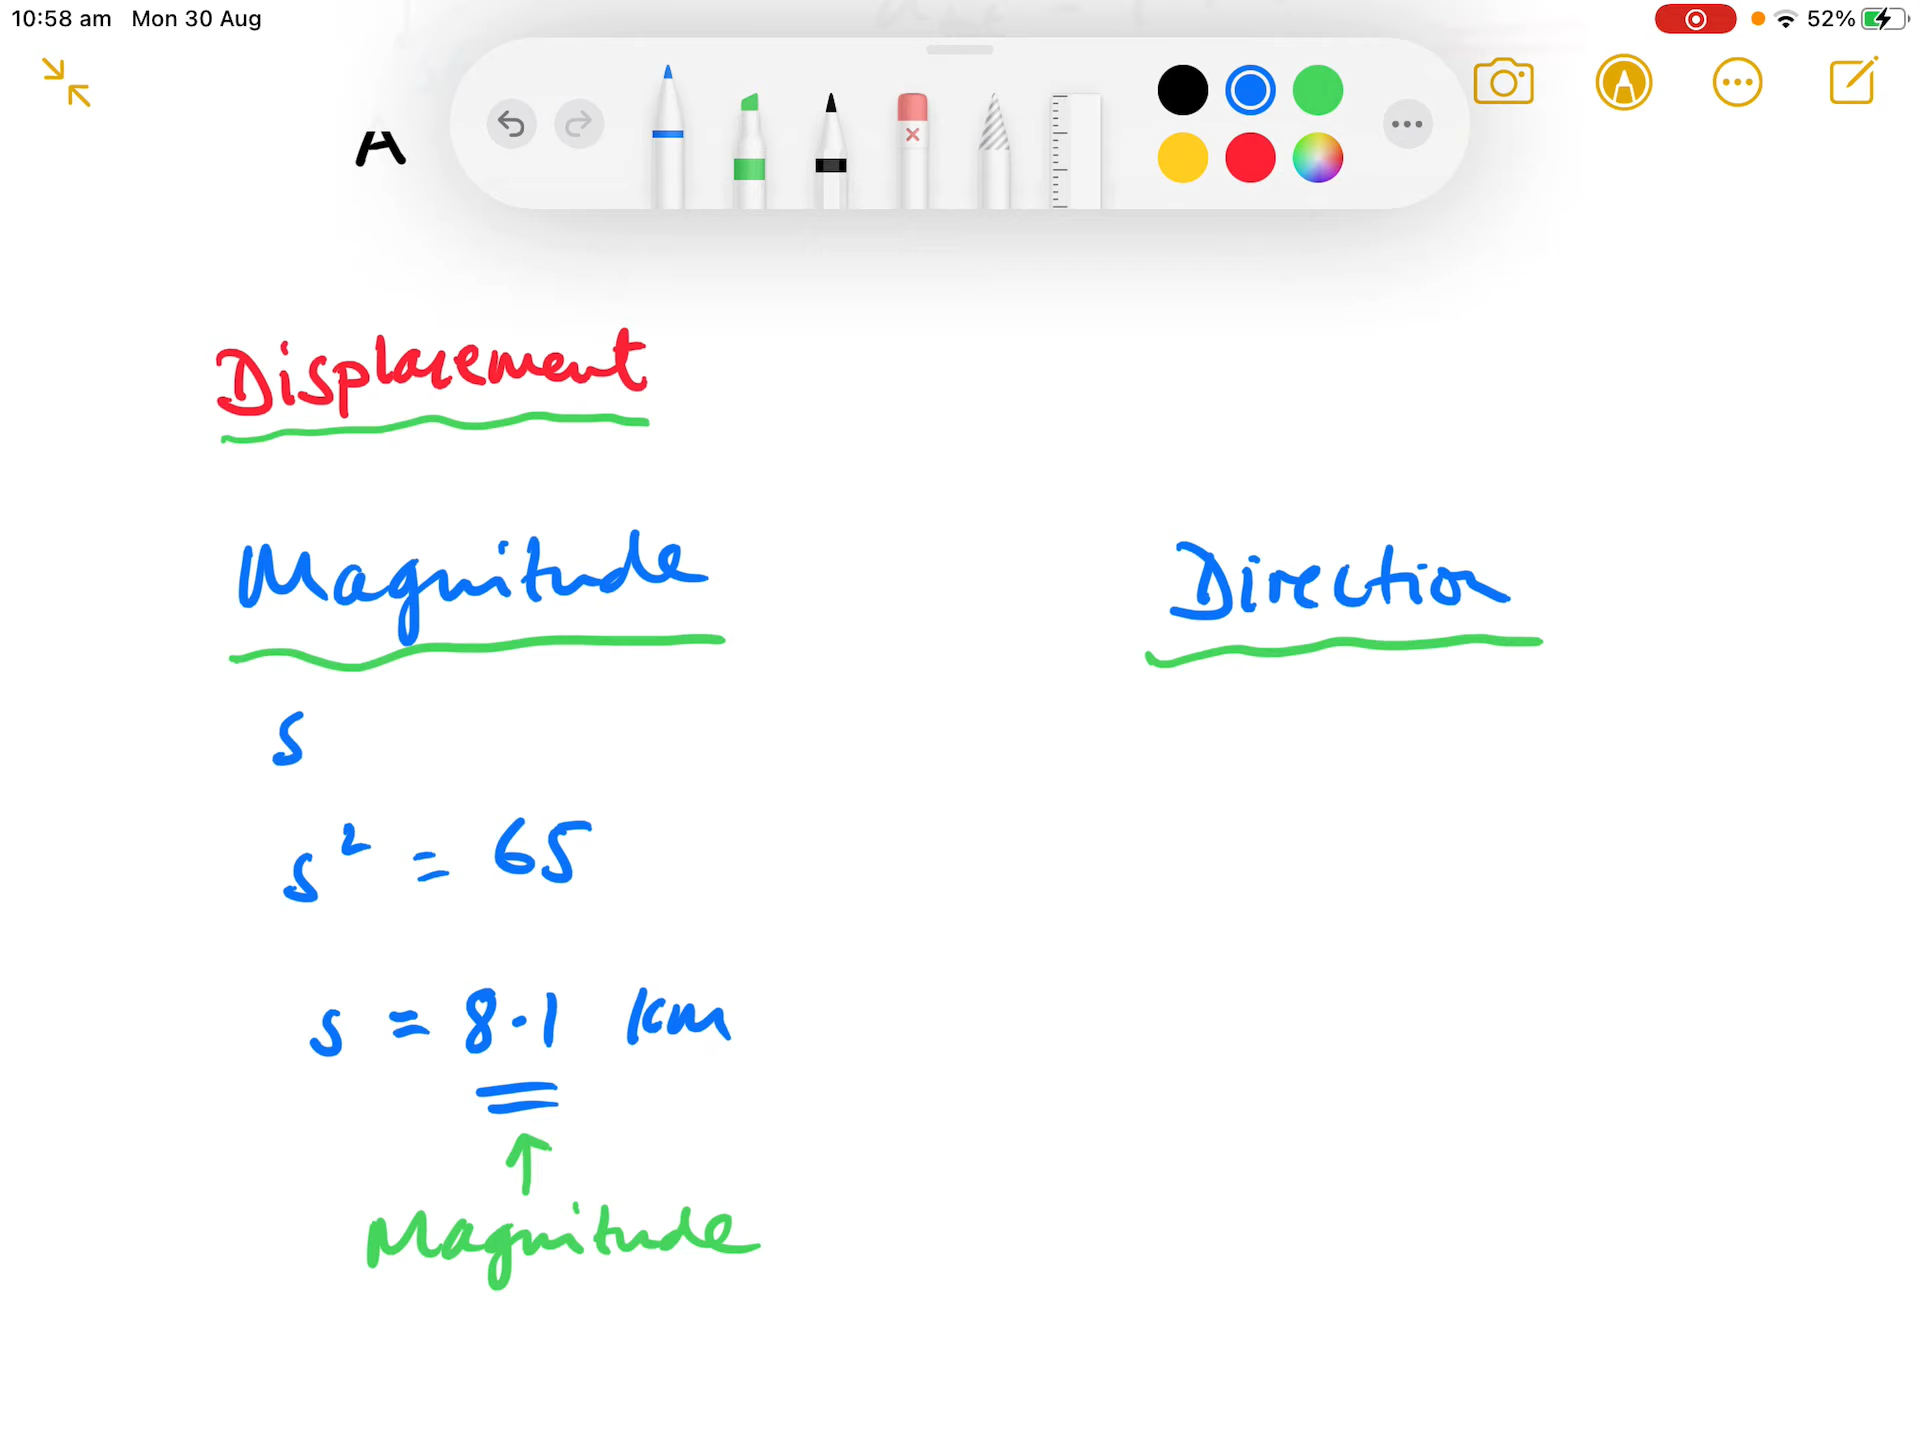 10:58 am Mon 30 Aug
52%
A
Displacement
Magnitude Direction
s
s² = 65
s = 8·1 km
↑
Magnitude